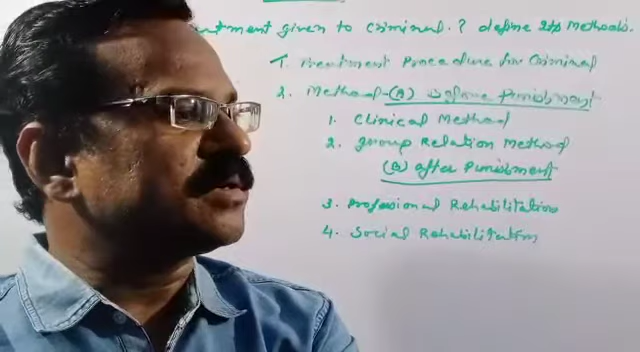 given to criminal. ? define its methods.
1. Treatment Procedure for Criminal
2. Method - (A) before Punishment
1. Clinical Method
2. group Relation Method
(B) after Punishment
3. Professional Rehabilitation
4. Social Rehabilitation